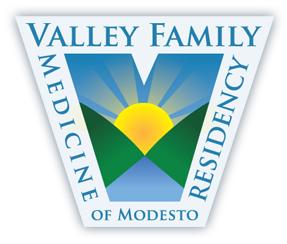 VALLEY FAMILY
MEDICINE
RESIDENCY
OF MODESTO